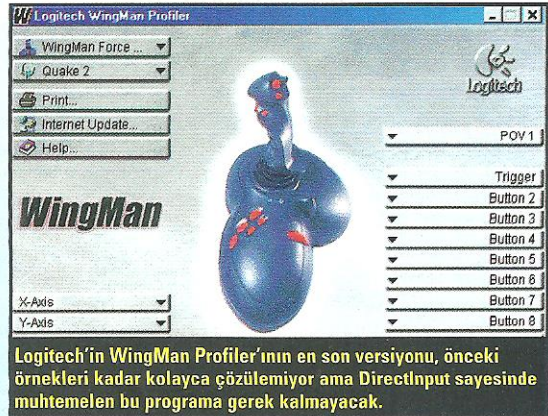 Logitech WingMan Profiler
WingMan Force ...
Quake 2
Print...
Internet Update...
Help...
Logitech
WingMan
POV1
Trigger
Button 2
Button 3
Button 4
Button 5
Button 6
Button 7
Button 8
X-Axis
Y-Axis
Logitech'in WingMan Profiler'ının en son versiyonu, önceki
örnekleri kadar kolayca çözülemiyor ama DirectInput sayesinde
muhtemelen bu programa gerek kalmayacak.